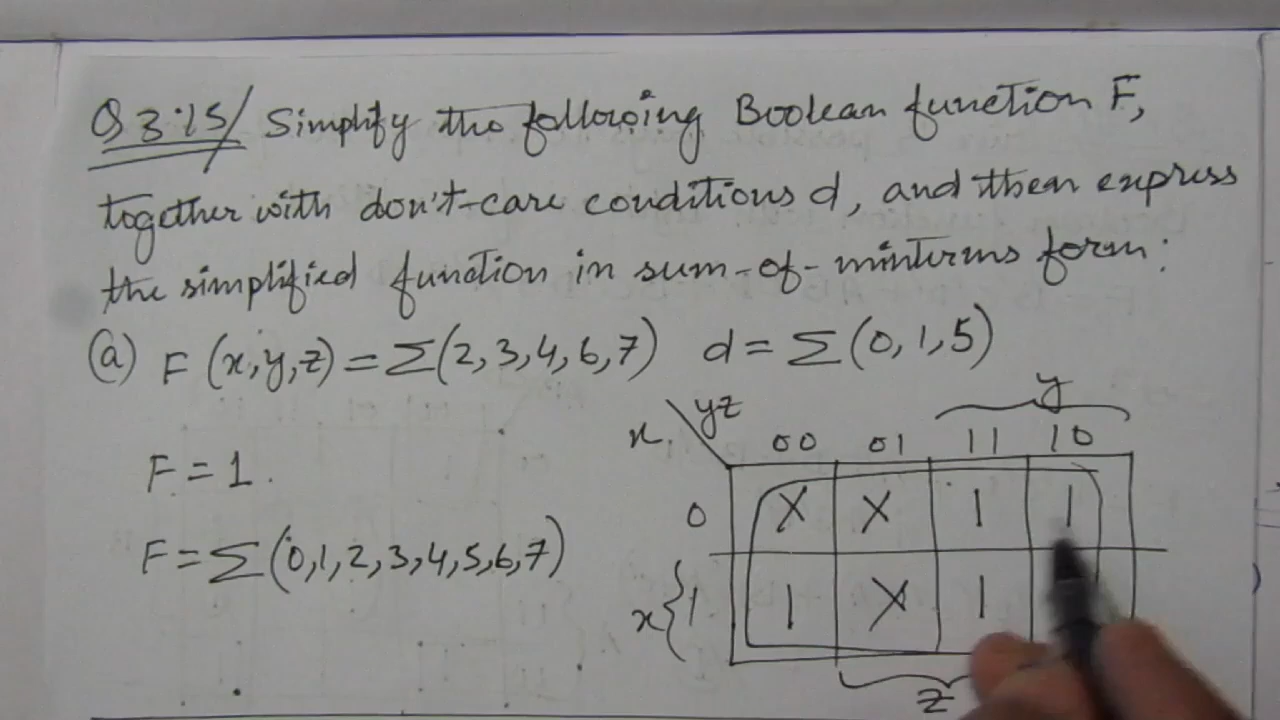 Q 3.15/ Simplify the following Boolean function F,
together with don't-care conditions d, and then express
the simplified function in sum-of-minterms form:
(a) F (x,y,z) = Σ(2,3,4,6,7) d = Σ(0,1,5)
y
x yz
00 01 11 10
F = 1.
0 X X 1 1
F = Σ(0,1,2,3,4,5,6,7)
x{ 1 1 X 1
z